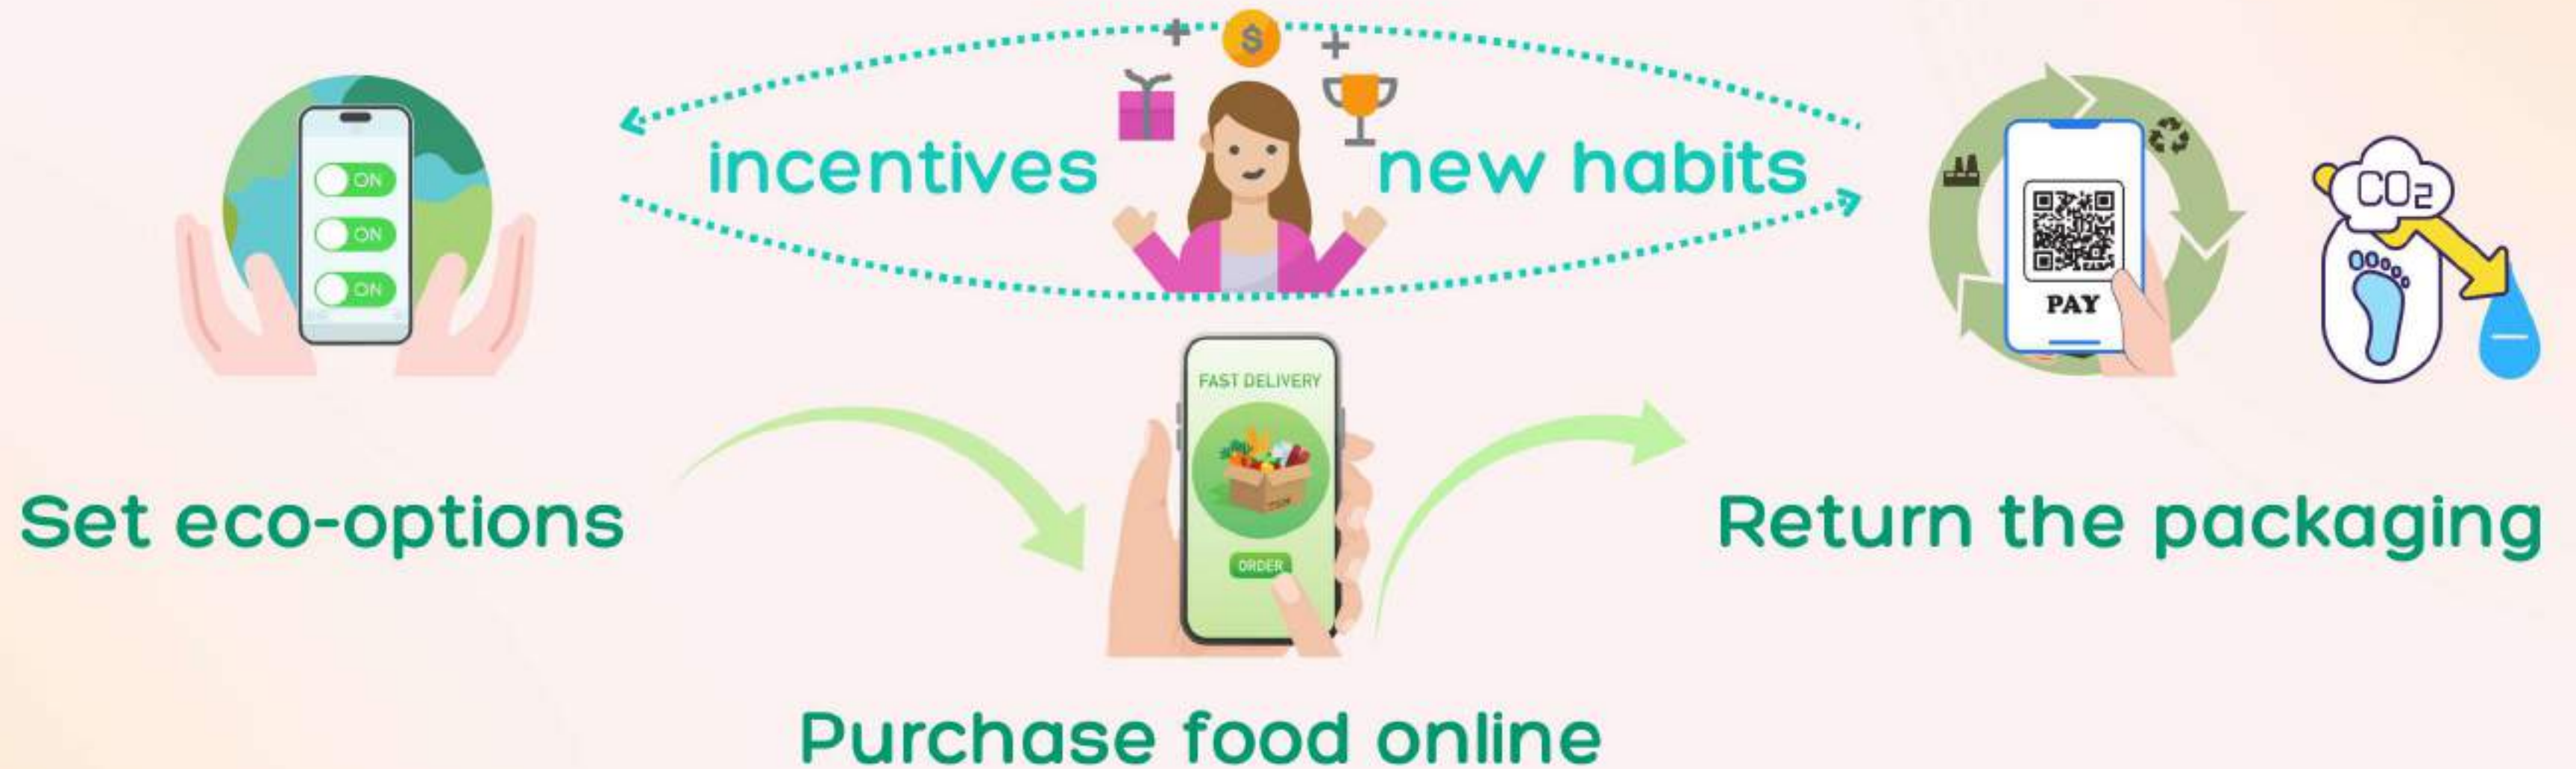 incentives
new habits
ON
ON
ON
CO2
PAY
FAST DELIVERY
ORDER
Set eco-options
Return the packaging
Purchase food online